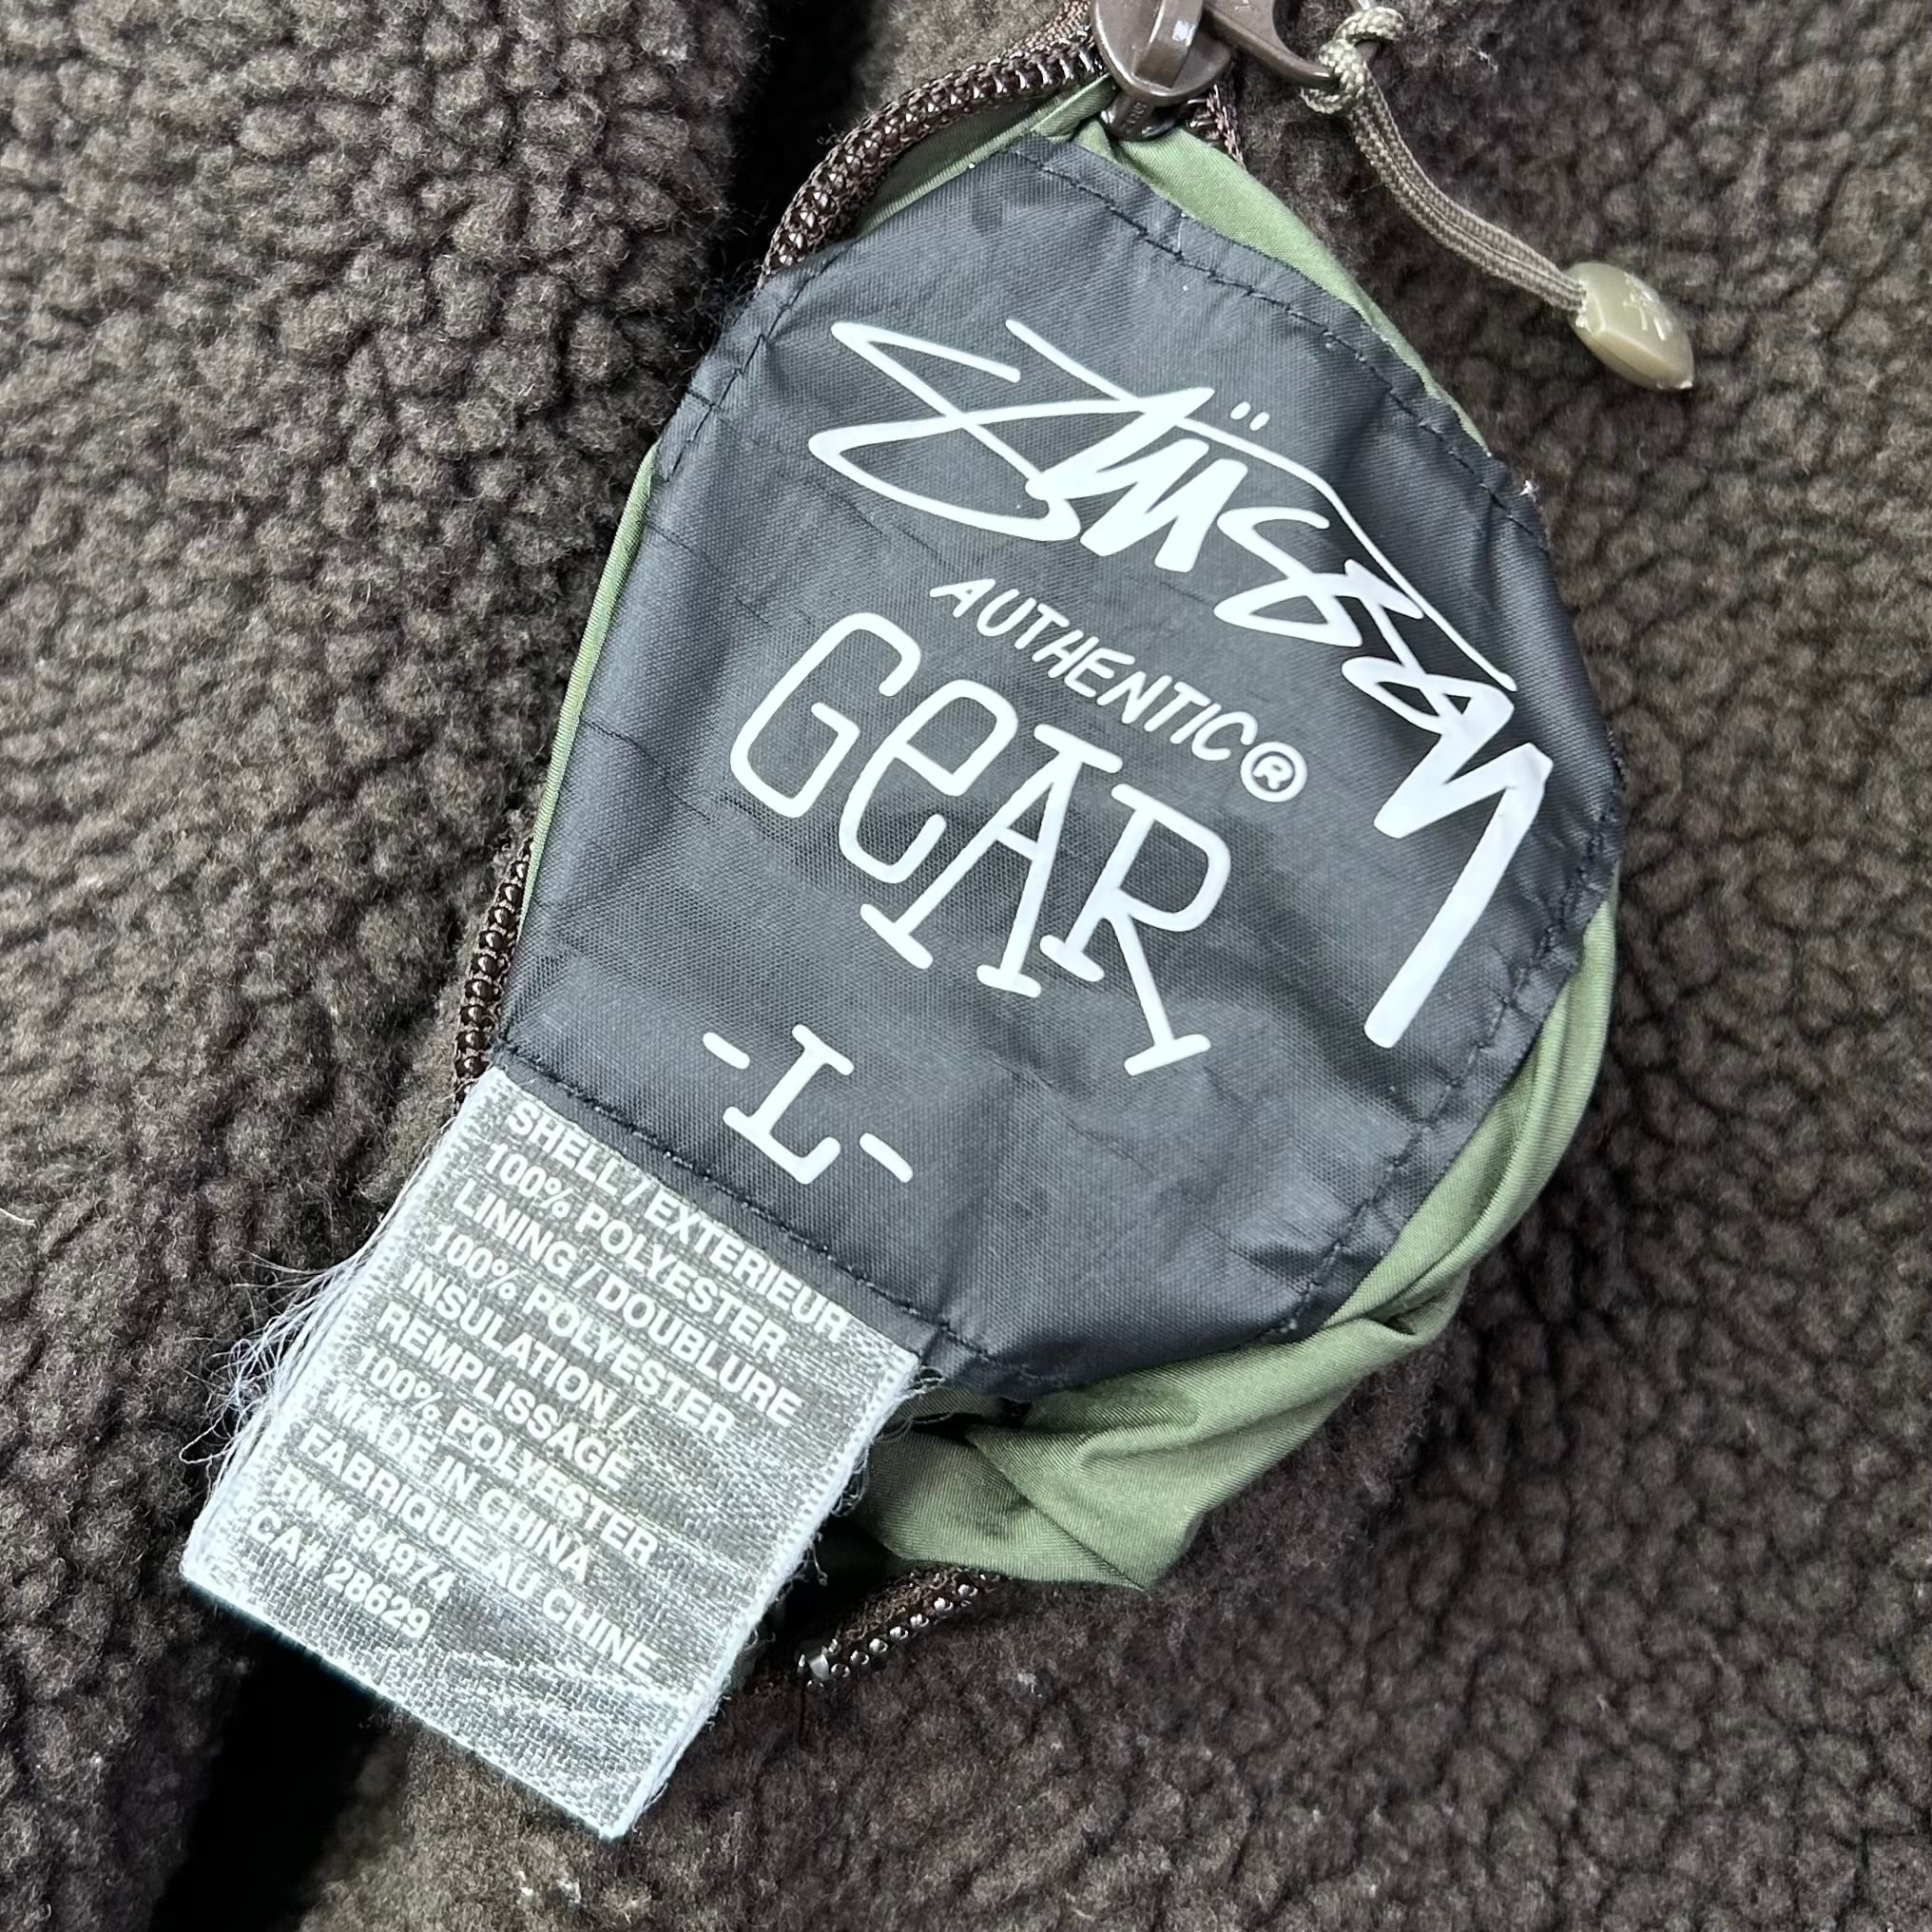 Stüssy
AUTHENTIC®
GeAR
-L-
SHELL / EXTERIEUR
100% POLYESTER
LINING / DOUBLURE
100% POLYESTER
INSULATION /
REMPLISSAGE
100% POLYESTER
MADE IN CHINA
FABRIQUE AU CHINE
RN# 94974
CA# 28629